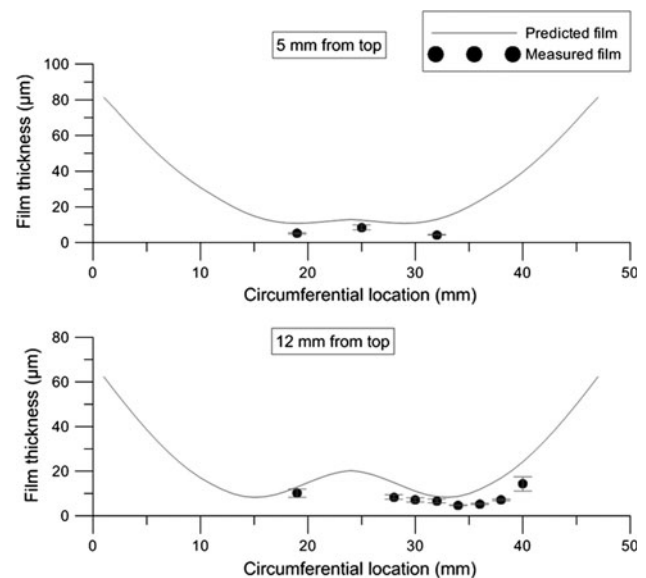 5 mm from top
Predicted film
Measured film
100
80
60
40
20
0
Film thickness (µm)
0 10 20 30 40 50
Circumferential location (mm)
12 mm from top
80
60
40
20
0
Film thickness (µm)
0 10 20 30 40 50
Circumferential location (mm)